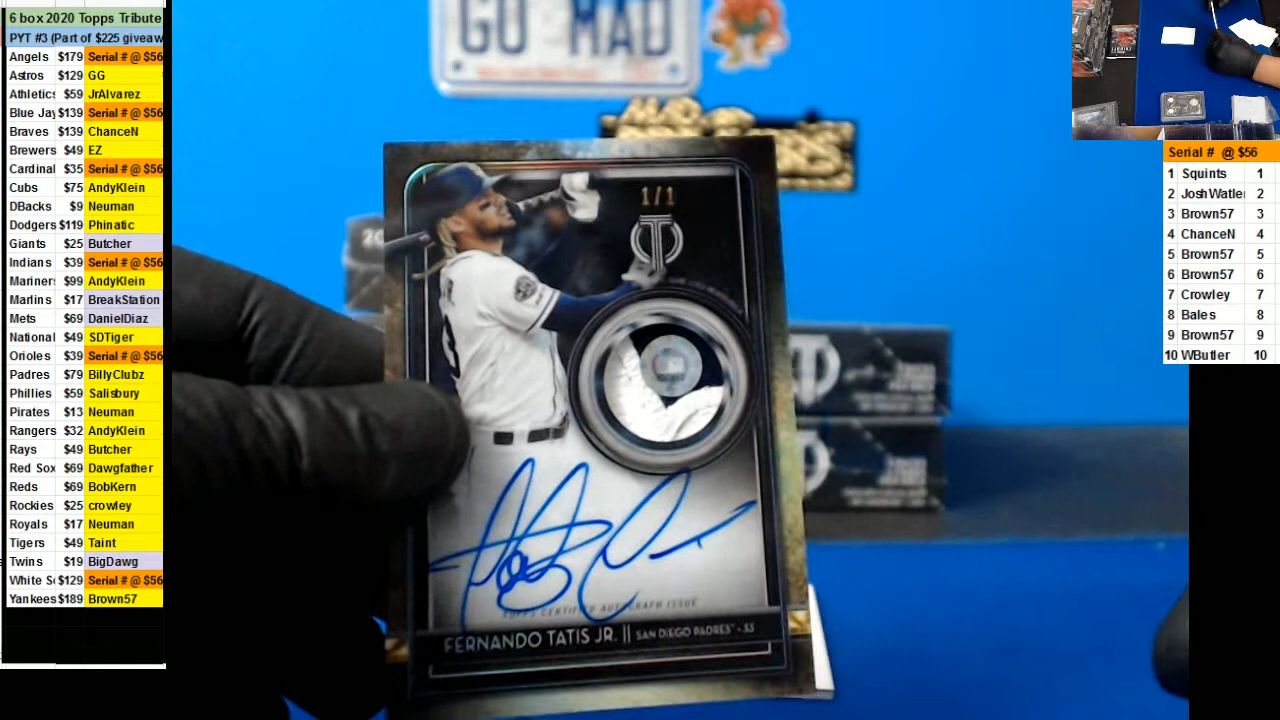 6 box 2020 Topps Tribute
PYT #3 (Part of $225 giveaw
Angels $179 Serial # @ $56
Astros $129 GG
Athletics $59 JrAlvarez
Blue Jay $139 Serial # @ $56
Braves $139 ChanceN
Brewers $49 EZ
Cardinal $35 Serial # @ $56
Cubs $75 AndyKlein
DBacks $9 Neuman
Dodgers $119 Phinatic
Giants $25 Butcher
Indians $39 Serial # @ $56
Mariner $99 AndyKlein
Marlins $17 BreakStation
Mets $69 DanielDiaz
National $49 SDTiger
Orioles $39 Serial # @ $56
Padres $79 BillyClubz
Phillies $59 Salisbury
Pirates $13 Neuman
Rangers $32 AndyKlein
Rays $49 Butcher
Red Sox $69 Dawgfather
Reds $69 BobKern
Rockies $25 crowley
Royals $17 Neuman
Tigers $49 Taint
Twins $19 BigDawg
White S $129 Serial # @ $56
Yankees $189 Brown57
GO MAD
1/1
TOPPS CERTIFIED AUTOGRAPH ISSUE
FERNANDO TATIS JR. || SAN DIEGO PADRES™ - SS
Serial # @ $56
1 Squints 1
2 JoshWatle 2
3 Brown57 3
4 ChanceN 4
5 Brown57 5
6 Brown57 6
7 Crowley 7
8 Bales 8
9 Brown57 9
10 WButler 10